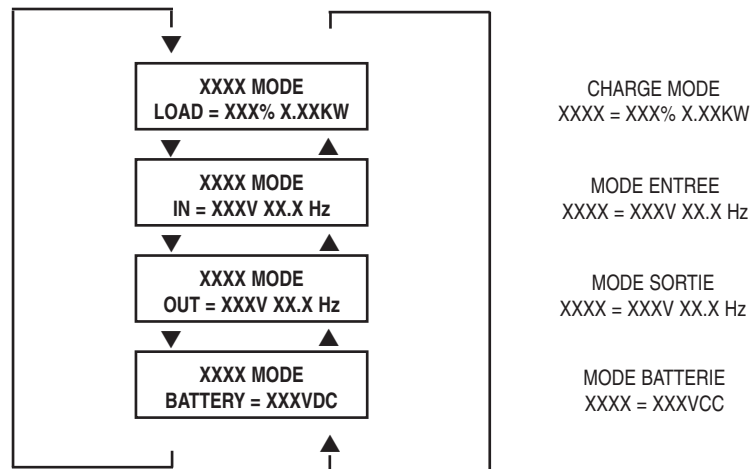 XXXX MODE
LOAD = XXX% X.XXKW
CHARGE MODE
XXXX = XXX% X.XXKW
XXXX MODE
IN = XXXV XX.X Hz
MODE ENTREE
XXXX = XXXV XX.X Hz
XXXX MODE
OUT = XXXV XX.X Hz
MODE SORTIE
XXXX = XXXV XX.X Hz
XXXX MODE
BATTERY = XXXVDC
MODE BATTERIE
XXXX = XXXVCC